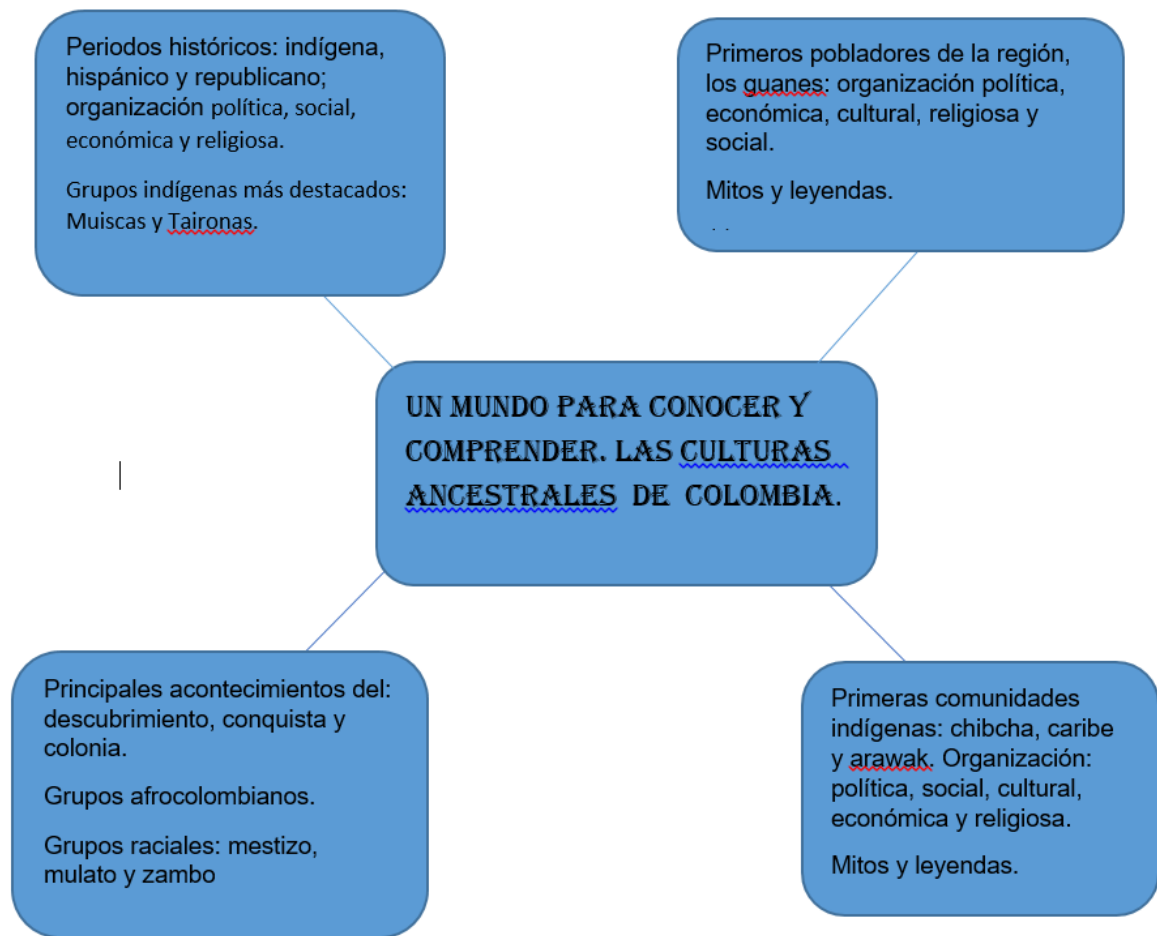 Periodos históricos: indígena,
hispánico y republicano;
organización política, social,
económica y religiosa.
Grupos indígenas más destacados:
Muiscas y Taironas.
Primeros pobladores de la región,
los guanes: organización política,
económica, cultural, religiosa y
social.
Mitos y leyendas.
. .
UN MUNDO PARA CONOCER Y
COMPRENDER. LAS CULTURAS
ANCESTRALES DE COLOMBIA.
Principales acontecimientos del:
descubrimiento, conquista y
colonia.
Grupos afrocolombianos.
Grupos raciales: mestizo,
mulato y zambo
Primeras comunidades
indígenas: chibcha, caribe
y arawak. Organización:
política, social, cultural,
económica y religiosa.
Mitos y leyendas.